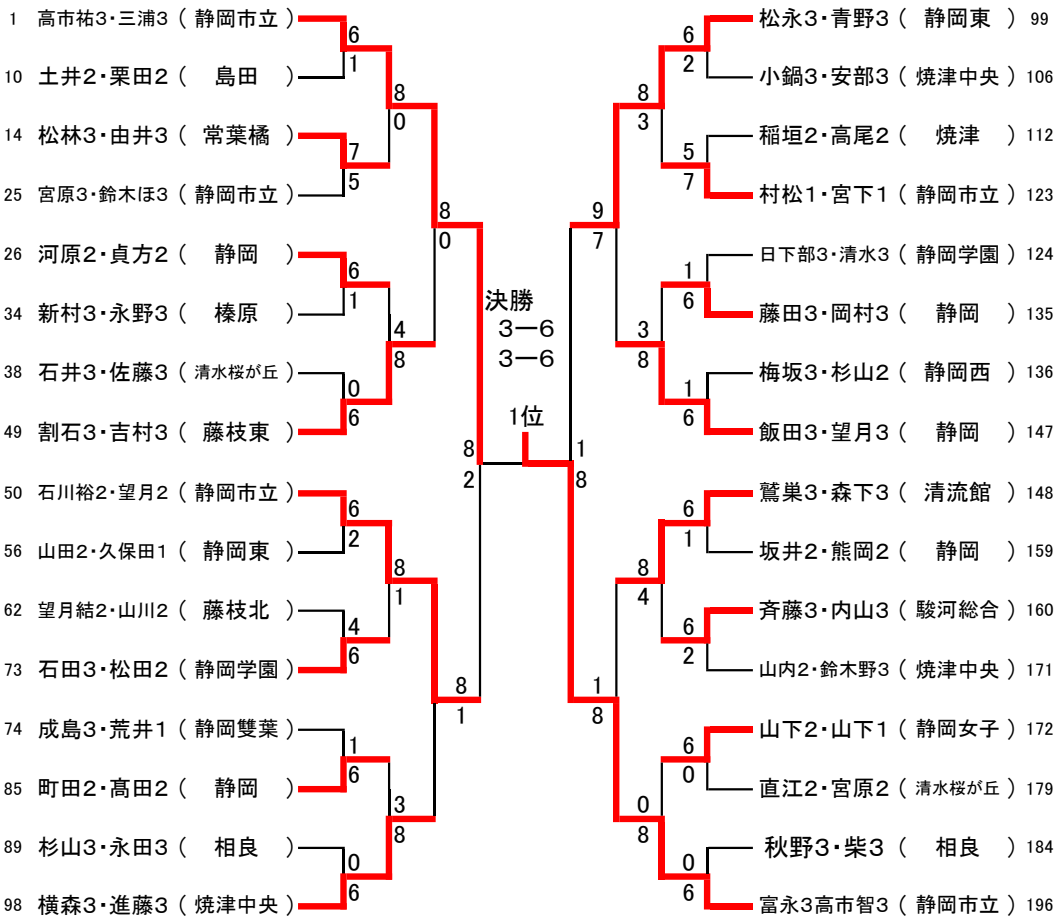 1 高市祐3・三浦3 ( 静岡市立 )
6
1
10 土井2・栗田2 ( 島田 )
8
0
14 松林3・由井3 ( 常葉橘 )
7
5
25 宮原3・鈴木ほ3 ( 静岡市立 )
8
0
26 河原2・貞方2 ( 静岡 )
6
1
34 新村3・永野3 ( 榛原 )
4
8
38 石井3・佐藤3 ( 清水桜が丘 )
0
6
49 割石3・吉村3 ( 藤枝東 )
8
2
50 石川裕2・望月2 ( 静岡市立 )
6
2
56 山田2・久保田1 ( 静岡東 )
8
1
62 望月結2・山川2 ( 藤枝北 )
4
6
73 石田3・松田2 ( 静岡学園 )
8
1
74 成島3・荒井1 ( 静岡雙葉 )
1
6
85 町田2・髙田2 ( 静岡 )
3
8
89 杉山3・永田3 ( 相良 )
0
6
98 横森3・進藤3 ( 焼津中央 )
決勝
3―6
3―6
1位
松永3・青野3 ( 静岡東 ) 99
6
2
小鍋3・安部3 ( 焼津中央 ) 106
8
3
稲垣2・高尾2 ( 焼津 ) 112
5
7
村松1・宮下1 ( 静岡市立 ) 123
9
7
日下部3・清水3 ( 静岡学園 ) 124
1
6
藤田3・岡村3 ( 静岡 ) 135
3
8
梅坂3・杉山2 ( 静岡西 ) 136
1
6
飯田3・望月3 ( 静岡 ) 147
1
8
鷲巣3・森下3 ( 清流館 ) 148
6
1
坂井2・熊岡2 ( 静岡 ) 159
8
4
斉藤3・内山3 ( 駿河総合 ) 160
6
2
山内2・鈴木野3 ( 焼津中央 ) 171
1
8
山下2・山下1 ( 静岡女子 ) 172
6
0
直江2・宮原2 ( 清水桜が丘 ) 179
0
8
秋野3・柴3 ( 相良 ) 184
0
6
富永3高市智3 ( 静岡市立 ) 196